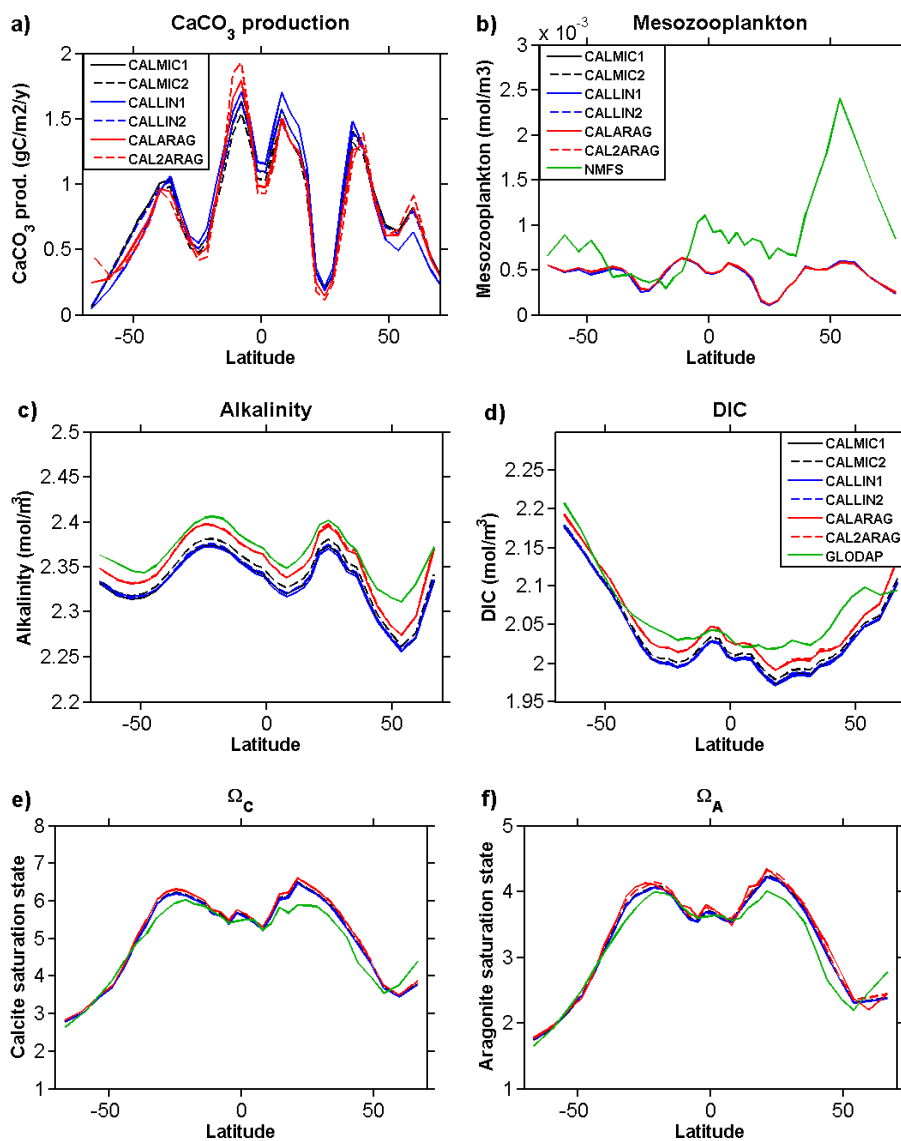 a) CaCO3 production
CaCO3 prod. (gC/m2/y)
2
1.5
1
0.5
0
CALMIC1
CALMIC2
CALLIN1
CALLIN2
CALARAG
CAL2ARAG
-50 0 50
Latitude
b) Mesozooplankton
x 10-3
Mesozooplankton (mol/m3)
3
2.5
2
1.5
1
0.5
0
CALMIC1
CALMIC2
CALLIN1
CALLIN2
CALARAG
CAL2ARAG
NMFS
-50 0 50
Latitude
c) Alkalinity
Alkalinity (mol/m3)
2.5
2.45
2.4
2.35
2.3
2.25
2.2
-50 0 50
Latitude
d) DIC
DIC (mol/m3)
2.25
2.2
2.15
2.1
2.05
2
1.95
CALMIC1
CALMIC2
CALLIN1
CALLIN2
CALARAG
CAL2ARAG
GLODAP
-50 0 50
Latitude
e) ΩC
Calcite saturation state
8
7
6
5
4
3
2
1
-50 0 50
Latitude
f) ΩA
Aragonite saturation state
5
4
3
2
1
-50 0 50
Latitude